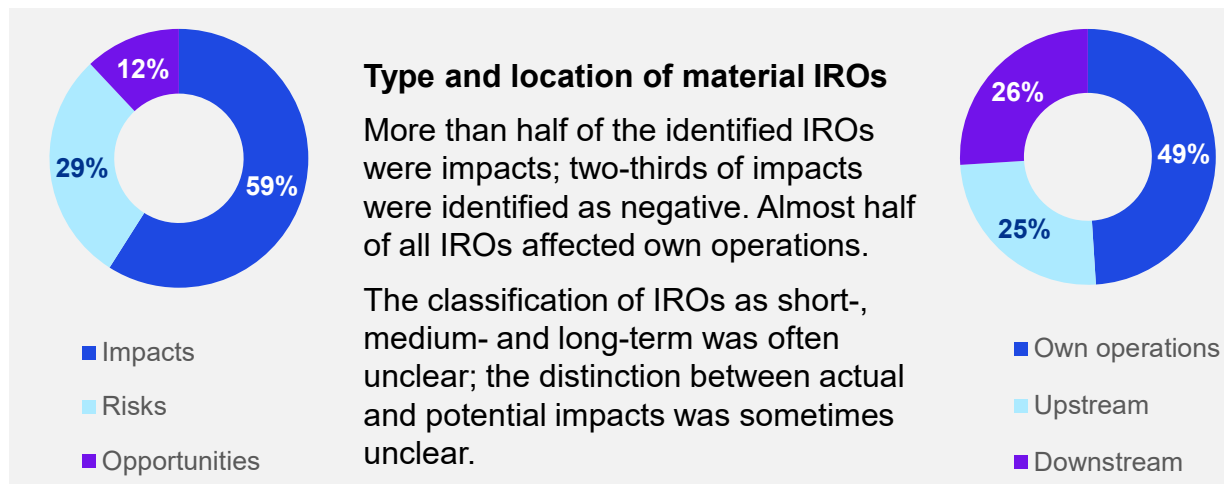 12%
29%
59%
Impacts
Risks
Opportunities
Type and location of material IROs
More than half of the identified IROs
were impacts; two-thirds of impacts
were identified as negative. Almost half
of all IROs affected own operations.
The classification of IROs as short-,
medium- and long-term was often
unclear; the distinction between actual
and potential impacts was sometimes
unclear.
26%
49%
25%
Own operations
Upstream
Downstream